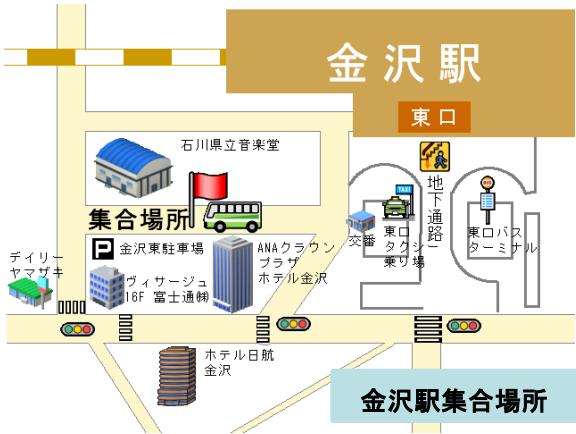 金沢駅
東口
石川県立音楽堂
地下通路
TAXI
BUS
集合場所
交番
東口
タクシー
乗り場
東口バス
ターミナル
P 金沢東駐車場
ANAクラウン
プラザ
ホテル金沢
デイリー
ヤマザキ
ヴィサージュ
16F 富士通㈱
ホテル日航
金沢
金沢駅集合場所